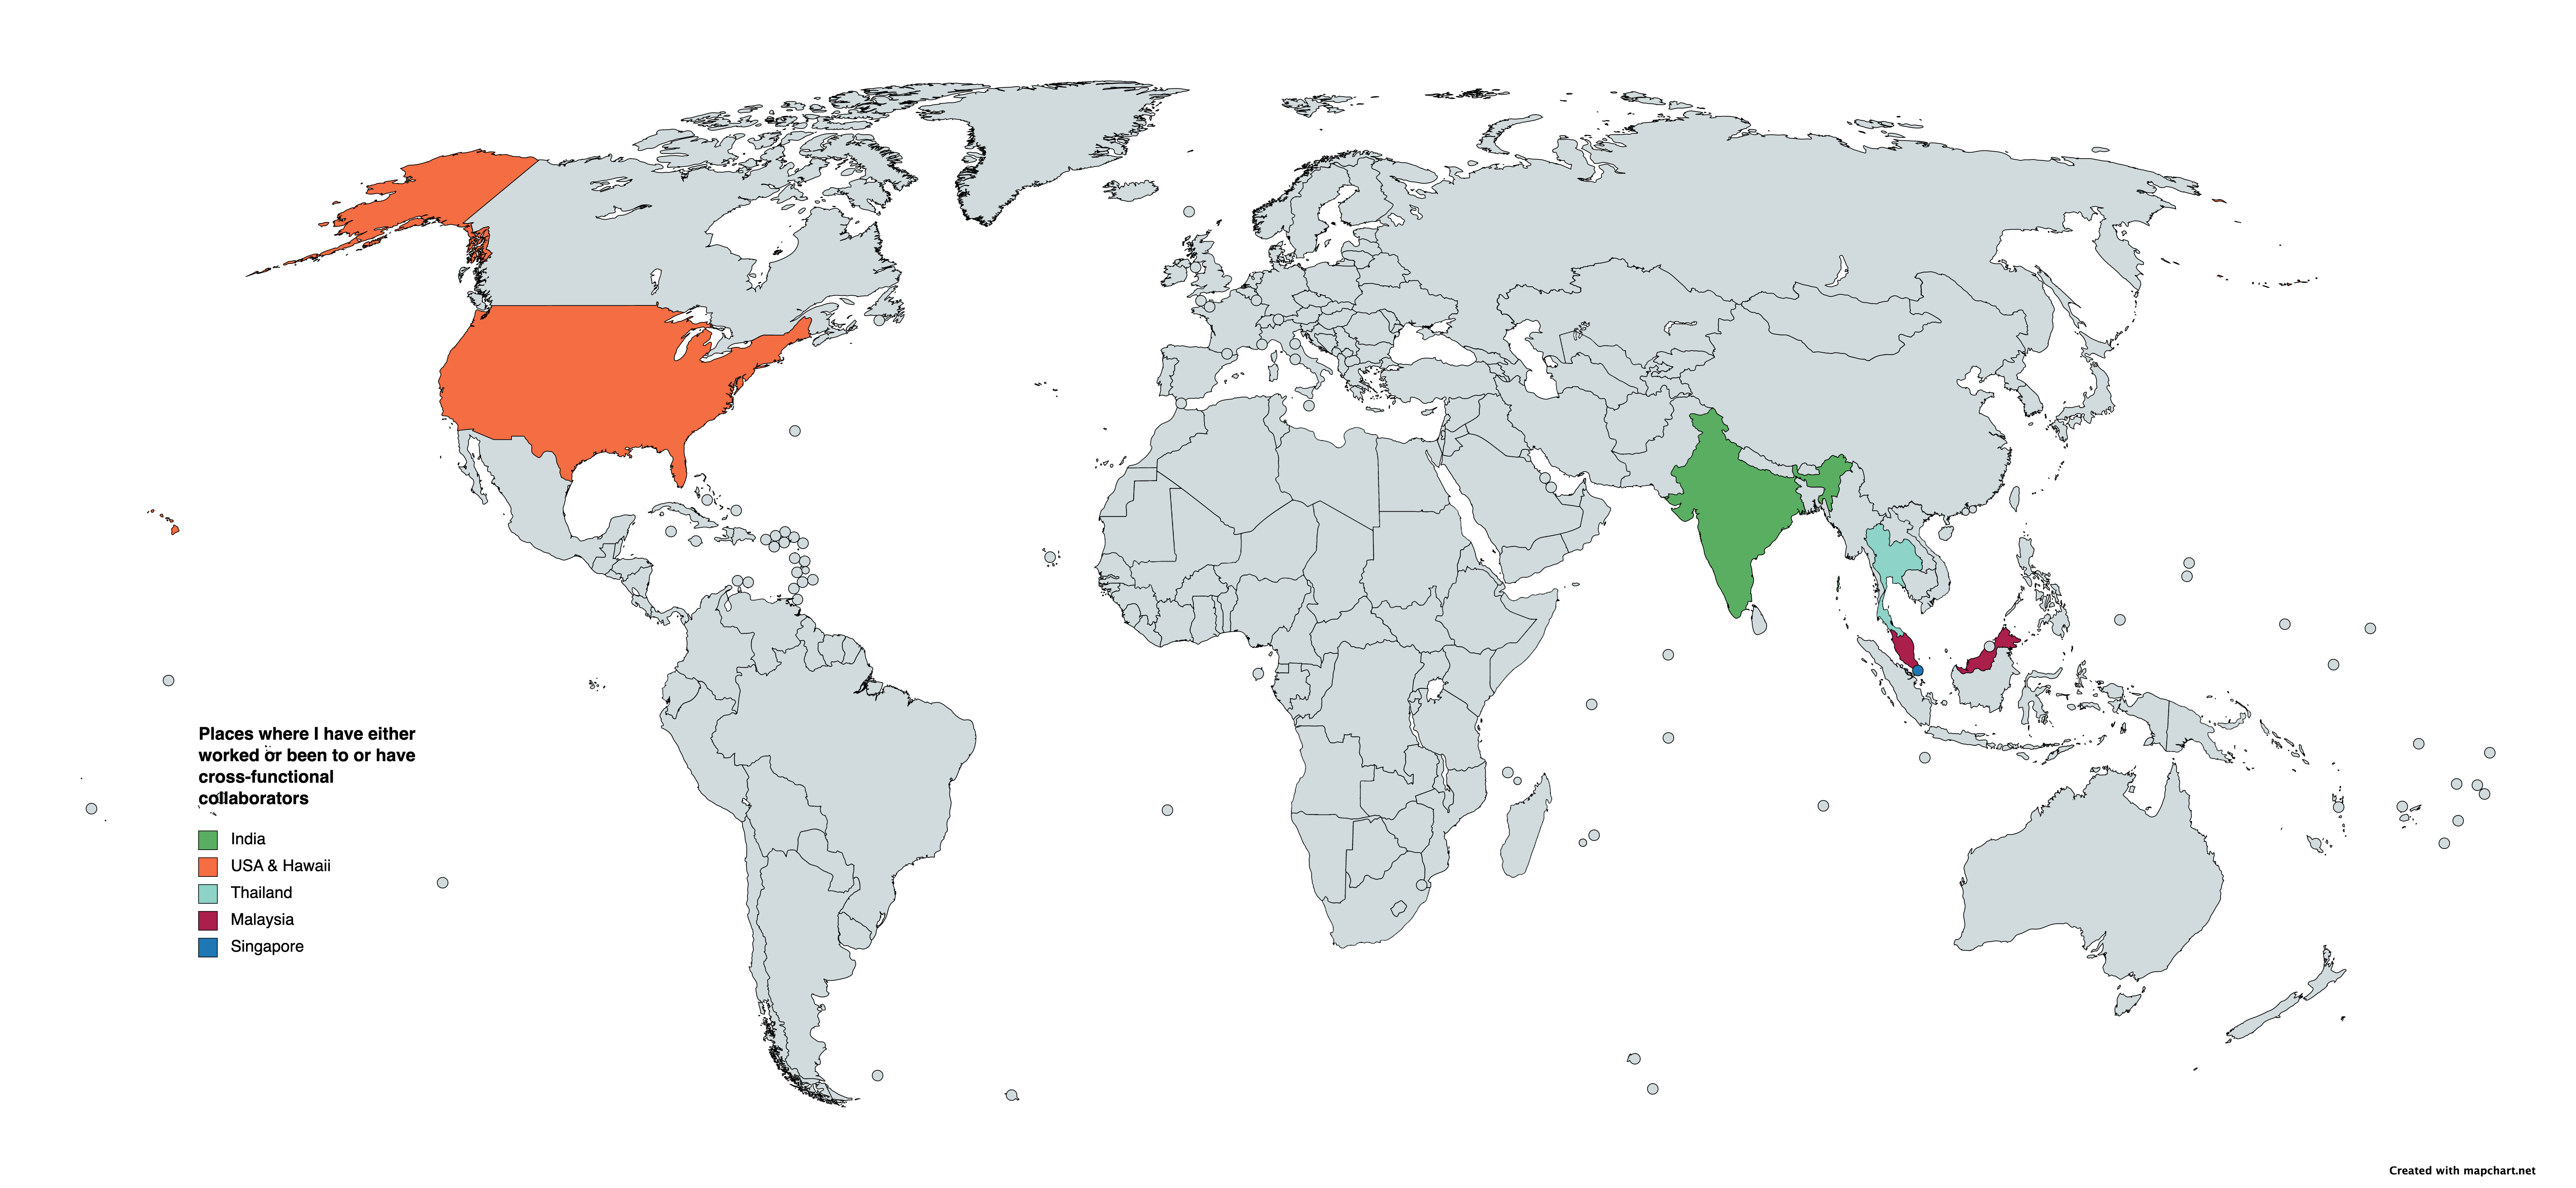 Places where I have either
worked or been to or have
cross-functional
collaborators
India
USA & Hawaii
Thailand
Malaysia
Singapore
Created with mapchart.net